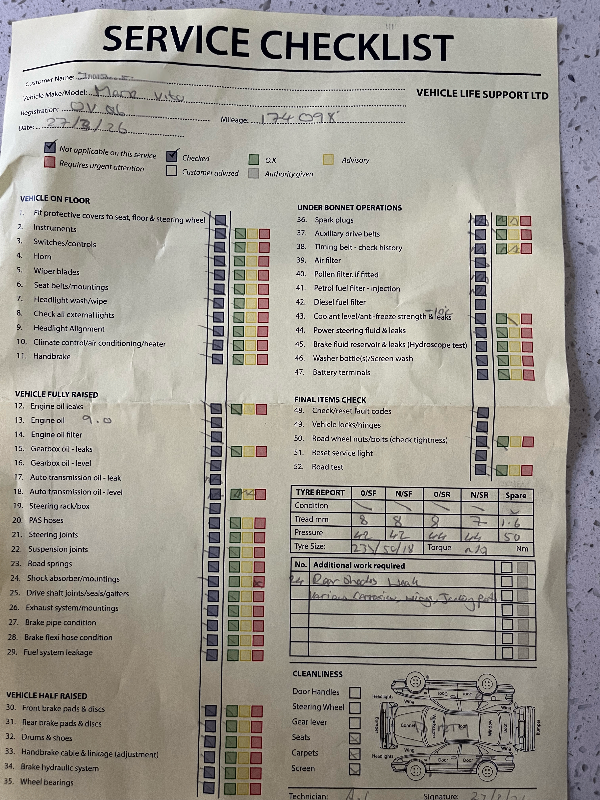 SERVICE CHECKLIST
Customer Name:
Vehicle Make/Model: Merc Vito
VEHICLE LIFE SUPPORT LTD
Registration: OV 06
Mileage: 174098
Date: 27/3/26
Not applicable on this service
Checked
O.K
Advisory
Requires urgent attention
Customer advised
Authority given
VEHICLE ON FLOOR
1. Fit protective covers to seat, floor & steering wheel
2. Instruments
3. Switches/controls
4. Horn
5. Wiper blades
6. Seat belts/mountings
7. Headlight wash/wipe
8. Check all external lights
9. Headlight Alignment
10. Climate control/air conditioning/heater
11. Handbrake
VEHICLE FULLY RAISED
12. Engine oil leaks
13. Engine oil 9.0
14. Engine oil filter
15. Gearbox oil - leaks
16. Gearbox oil - level
17. Auto transmission oil - leak
18. Auto transmission oil - level
19. Steering rack/box
20. PAS hoses
21. Steering joints
22. Suspension joints
23. Road springs
24. Shock absorber/mountings
25. Drive shaft joints/seals/gaiters
26. Exhaust system/mountings
27. Brake pipe condition
28. Brake flexi hose condition
29. Fuel system leakage
VEHICLE HALF RAISED
30. Front brake pads & discs
31. Rear brake pads & discs
32. Drums & shoes
33. Handbrake cable & linkage (adjustment)
34. Brake hydraulic system
35. Wheel bearings
UNDER BONNET OPERATIONS
36. Spark plugs
37. Auxiliary drive belts
38. Timing belt - check history
39. Air filter
40. Pollen filter, if fitted
41. Petrol fuel filter - injection
42. Diesel fuel filter
43. Coolant level/anti-freeze strength & leaks
44. Power steering fluid & leaks
45. Brake fluid reservoir & leaks (Hydroscope test)
46. Washer bottle(s)/Screen wash
47. Battery terminals
FINAL ITEMS CHECK
48. Check/reset fault codes
49. Vehicle locks/hinges
50. Road wheel nuts/bolts (check tightness)
51. Reset service light
52. Road test
TYRE REPORT O/SF N/SF O/SR N/SR Spare
Condition
Tread mm 8 8 8 7 1.6
Pressure 42 42 44 44 50
Tyre Size: Torque n/a Nm
No. Additional work required
24 Rear Shocks Weak
Various Corrosion, wings,
CLEANLINESS
Door Handles
Steering Wheel
Gear lever
Seats
Carpets
Screen
Technician:
Signature: